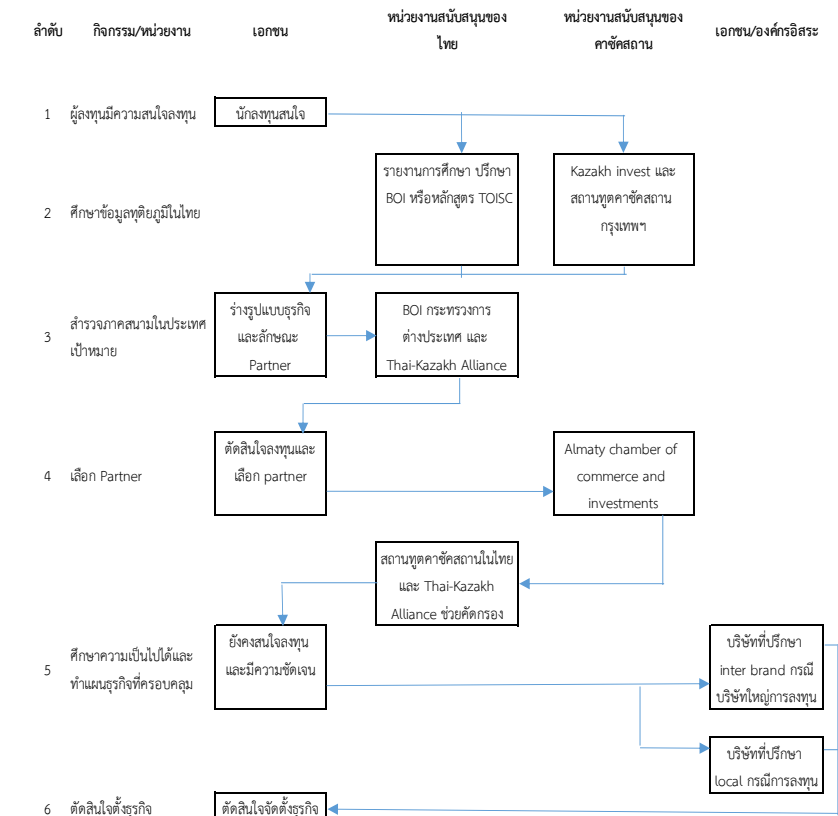 ลำดับ กิจกรรม/หน่วยงาน เอกชน หน่วยงานสนับสนุนของ
ไทย หน่วยงานสนับสนุนของ
คาซัคสถาน เอกชน/องค์กรอิสระ
1 ผู้ลงทุนมีความสนใจลงทุน นักลงทุนสนใจ
2 ศึกษาข้อมูลทุติยภูมิในไทย
รายงานการศึกษา ปรึกษา
BOI หรือหลักสูตร TOISC
Kazakh invest และ
สถานทูตคาซัคสถาน
กรุงเทพฯ
3 สำรวจภาคสนามในประเทศ
เป้าหมาย
ร่างรูปแบบธุรกิจ
และลักษณะ
Partner
BOI กระทรวงการ
ต่างประเทศ และ
Thai-Kazakh Alliance
4 เลือก Partner
ตัดสินใจลงทุนและ
เลือก partner
Almaty chamber of
commerce and
investments
สถานทูตคาซัคสถานในไทย
และ Thai-Kazakh
Alliance ช่วยคัดกรอง
5 ศึกษาความเป็นไปได้และ
ทำแผนธุรกิจที่ครอบคลุม
ยังคงสนใจลงทุน
และมีความชัดเจน
บริษัทที่ปรึกษา
inter brand กรณี
บริษัทใหญ่การลงทุน
บริษัทที่ปรึกษา
local กรณีการลงทุน
6 ตัดสินใจตั้งธุรกิจ ตัดสินใจจัดตั้งธุรกิจ